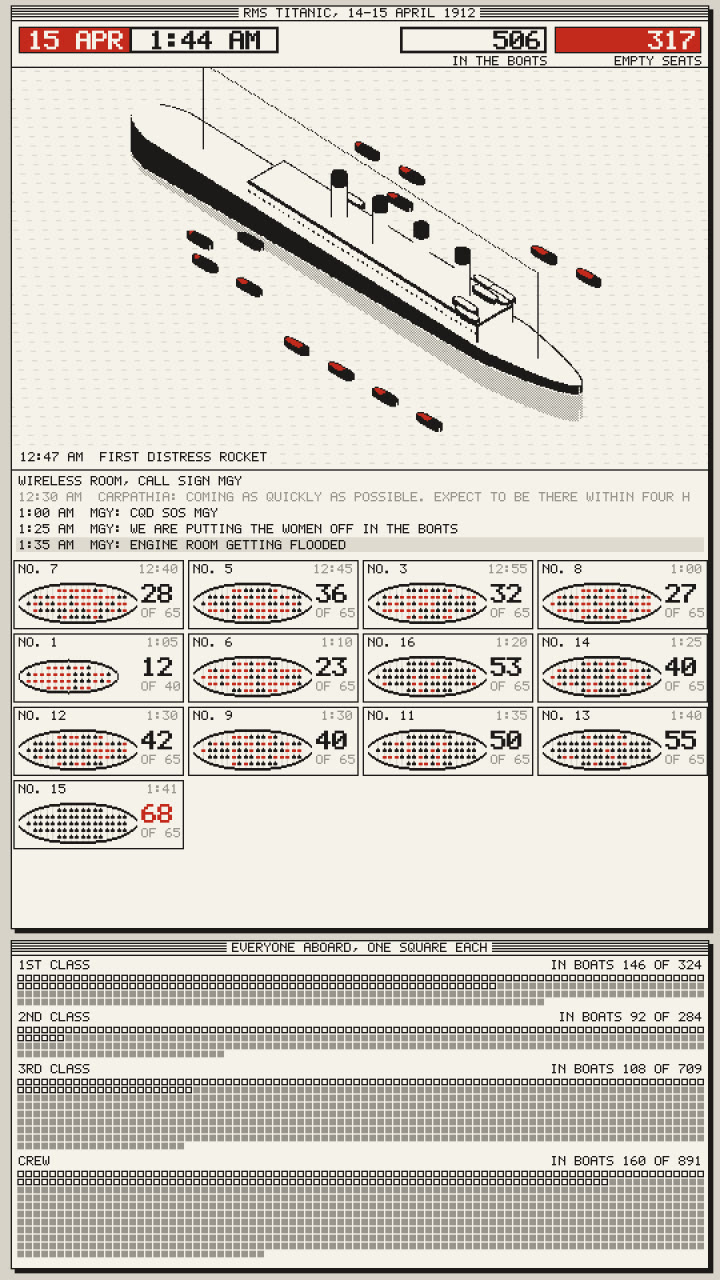 RMS TITANIC, 14-15 APRIL 1912
15 APR 1:44 AM 506 317
IN THE BOATS EMPTY SEATS
12:47 AM FIRST DISTRESS ROCKET
WIRELESS ROOM, CALL SIGN MGY
12:30 AM CARPATHIA: COMING AS QUICKLY AS POSSIBLE. EXPECT TO BE THERE WITHIN FOUR H
1:00 AM MGY: CQD SOS MGY
1:25 AM MGY: WE ARE PUTTING THE WOMEN OFF IN THE BOATS
1:35 AM MGY: ENGINE ROOM GETTING FLOODED
NO. 7 12:40 NO. 5 12:45 NO. 3 12:55 NO. 8 1:00
28 36 32 27
OF 65 OF 65 OF 65 OF 65
NO. 1 1:05 NO. 6 1:10 NO. 16 1:20 NO. 14 1:25
12 23 53 40
OF 40 OF 65 OF 65 OF 65
NO. 12 1:30 NO. 9 1:30 NO. 11 1:35 NO. 13 1:40
42 40 50 55
OF 65 OF 65 OF 65 OF 65
NO. 15 1:41
68
OF 65
EVERYONE ABOARD, ONE SQUARE EACH
1ST CLASS IN BOATS 146 OF 324
2ND CLASS IN BOATS 92 OF 284
3RD CLASS IN BOATS 108 OF 709
CREW IN BOATS 160 OF 891